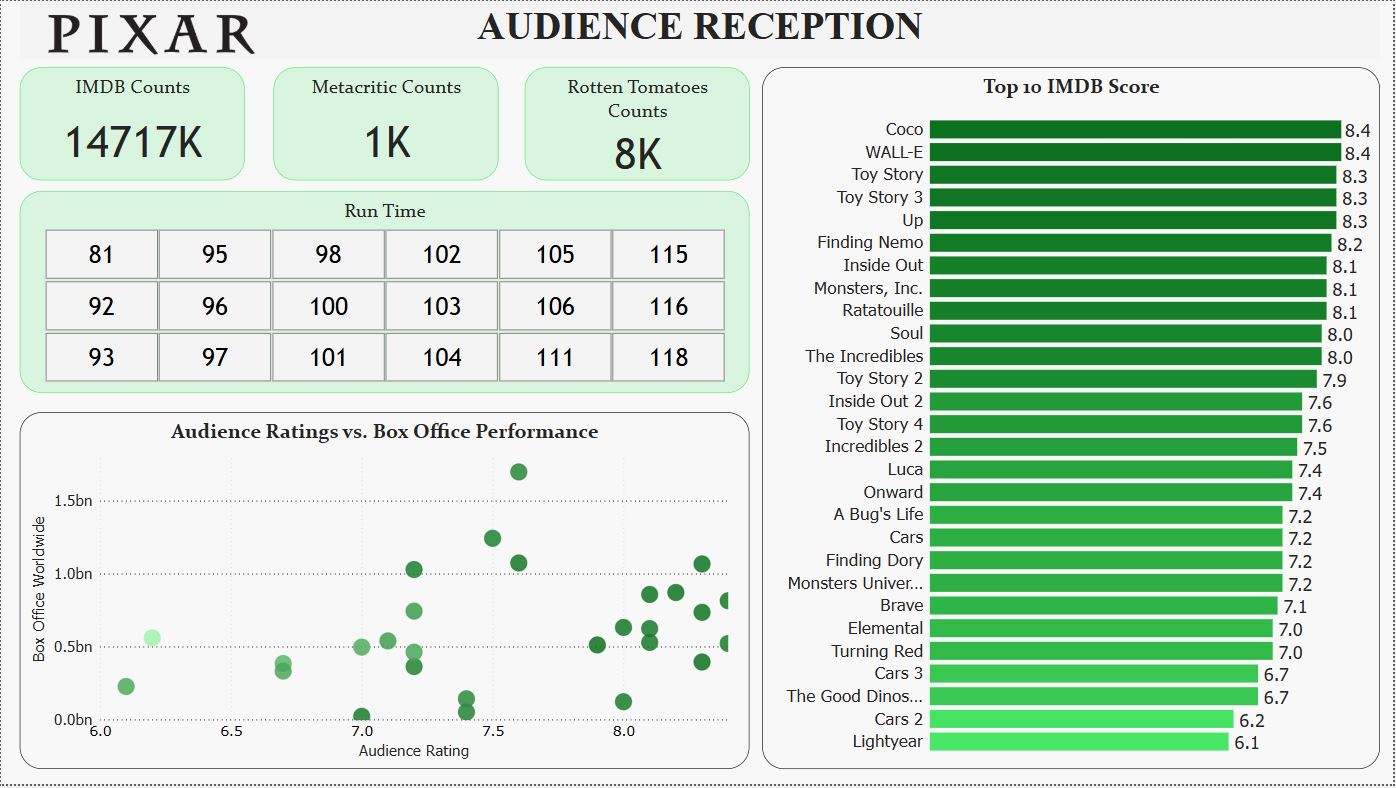 PIXAR
AUDIENCE RECEPTION
IMDB Counts
14717K
Metacritic Counts
1K
Rotten Tomatoes
Counts
8K
Run Time
81 95 98 102 105 115
92 96 100 103 106 116
93 97 101 104 111 118
Audience Ratings vs. Box Office Performance
Box Office Worldwide
1.5bn
1.0bn
0.5bn
0.0bn
6.0 6.5 7.0 7.5 8.0
Audience Rating
Top 10 IMDB Score
Coco 8.4
WALL-E 8.4
Toy Story 8.3
Toy Story 3 8.3
Up 8.3
Finding Nemo 8.2
Inside Out 8.1
Monsters, Inc. 8.1
Ratatouille 8.1
Soul 8.0
The Incredibles 8.0
Toy Story 2 7.9
Inside Out 2 7.6
Toy Story 4 7.6
Incredibles 2 7.5
Luca 7.4
Onward 7.4
A Bug's Life 7.2
Cars 7.2
Finding Dory 7.2
Monsters Univer... 7.2
Brave 7.1
Elemental 7.0
Turning Red 7.0
Cars 3 6.7
The Good Dinos... 6.7
Cars 2 6.2
Lightyear 6.1